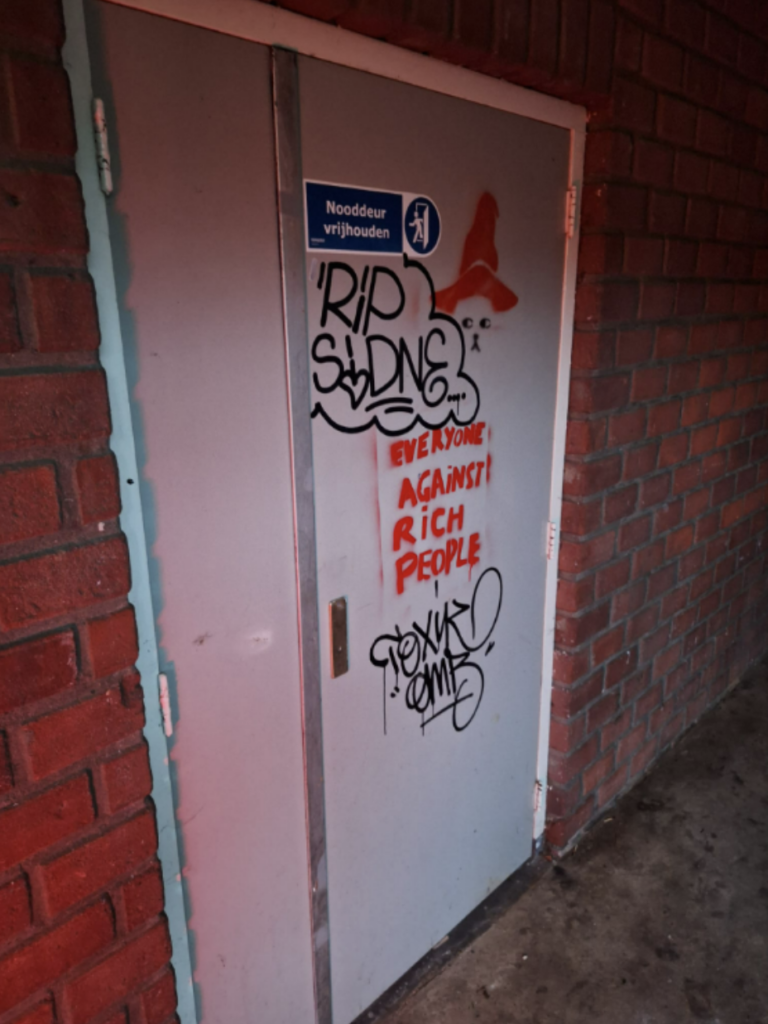 Nooddeur
vrijhouden
RIP
SIDNE...
EVERYONE
AGAINST
RICH
PEOPLE